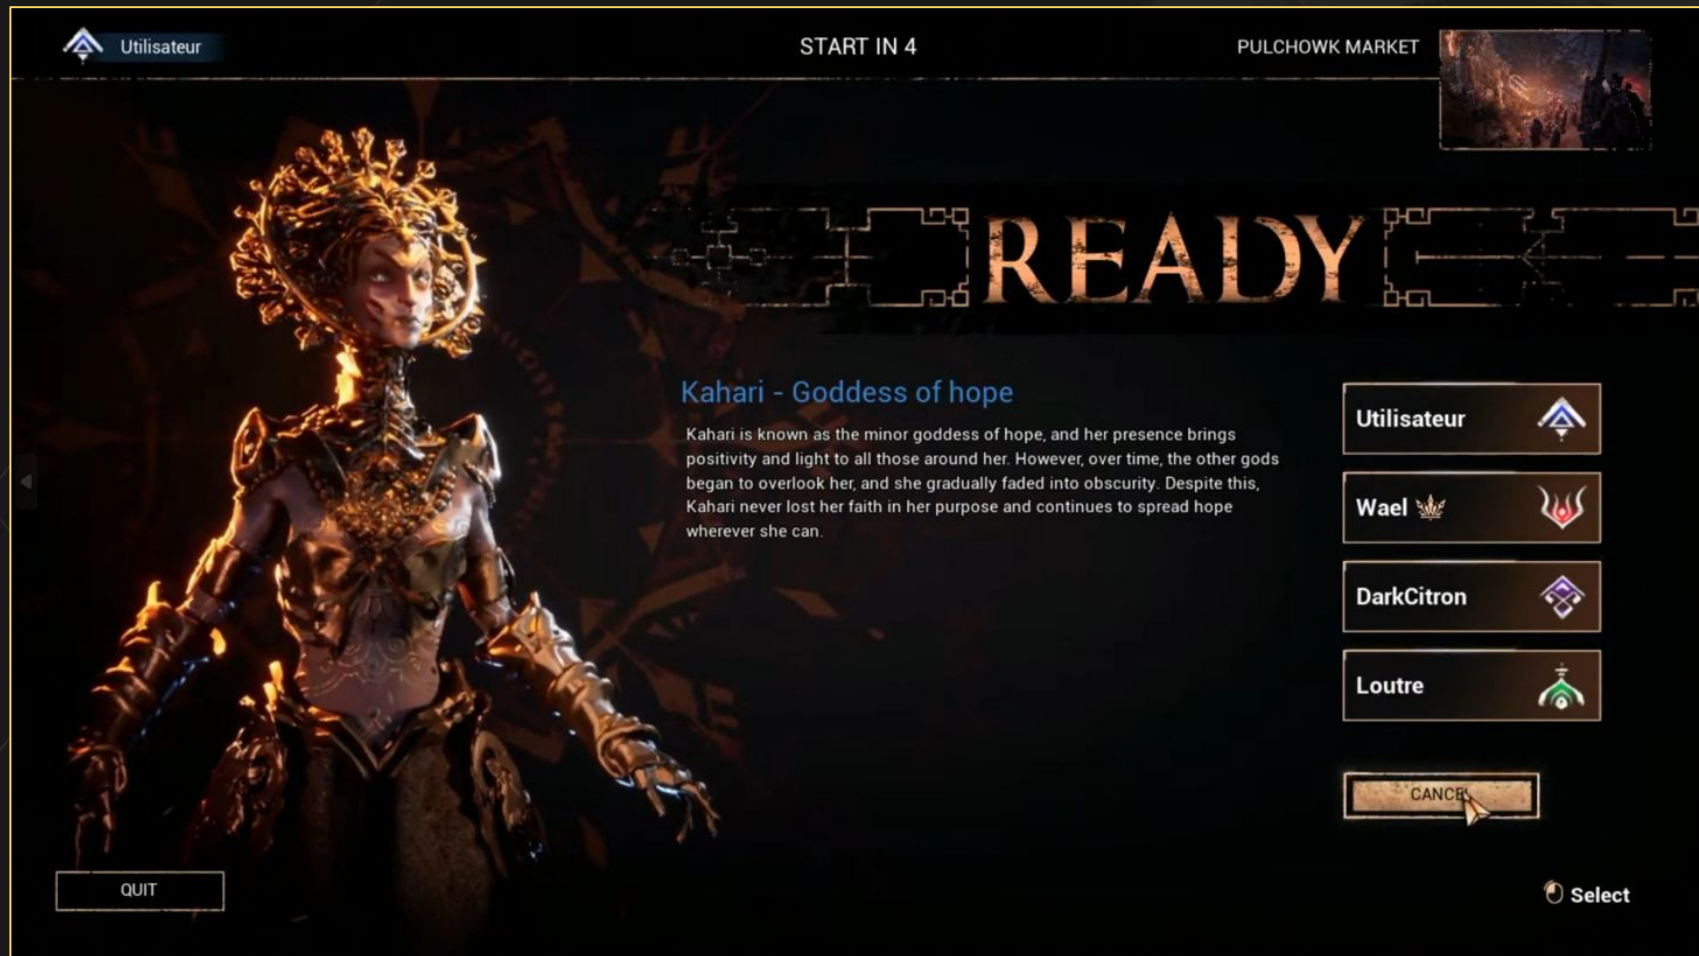 Utilisateur
START IN 4
PULCHOWK MARKET
READY
Kahari - Goddess of hope
Kahari is known as the minor goddess of hope, and her presence brings
positivity and light to all those around her. However, over time, the other gods
began to overlook her, and she gradually faded into obscurity. Despite this,
Kahari never lost her faith in her purpose and continues to spread hope
wherever she can.
Utilisateur
Wael
DarkCitron
Loutre
CANCEL
QUIT
Select